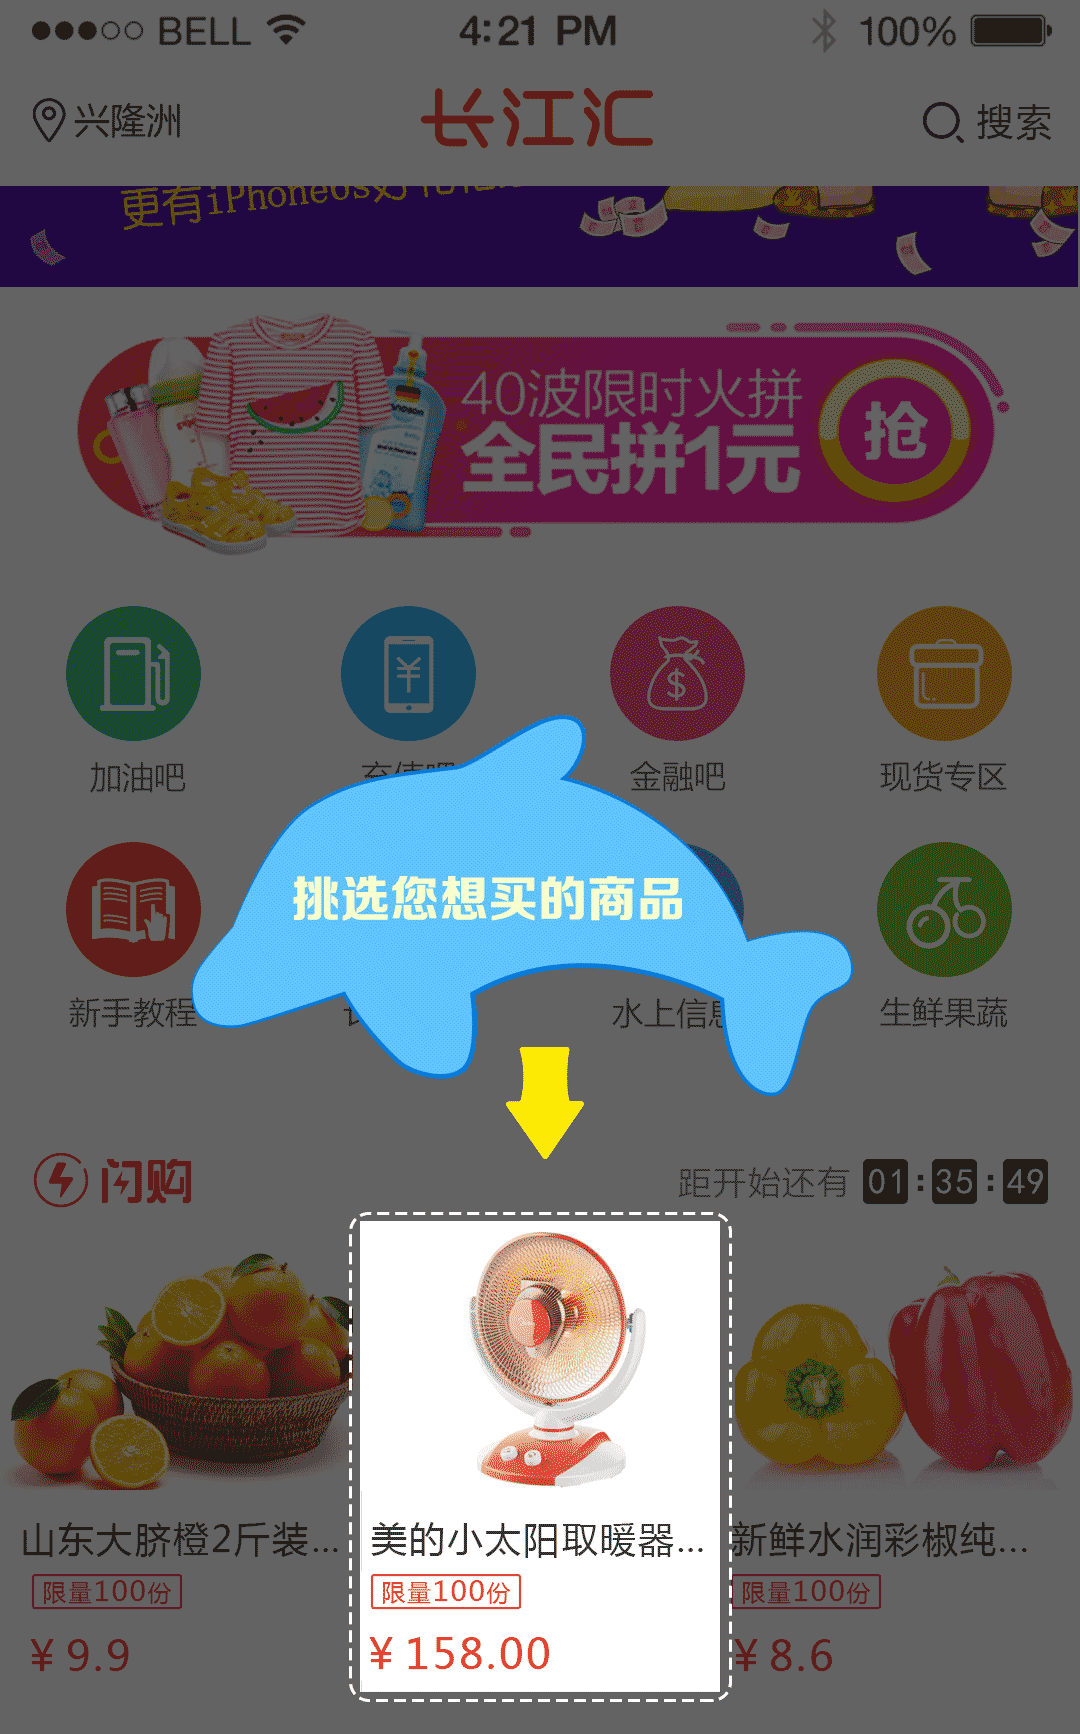 BELL 4:21 PM 100%
兴隆洲 长江汇 搜索
更有iPhone6s
40波限时火拼
全民拼1元
抢
加油吧 金融吧 现货专区
挑选您想买的商品
新手教程 水上信息 生鲜果蔬
闪购 距开始还有 01:35:49
山东大脐橙2斤装... 美的小太阳取暖器... 新鲜水润彩椒纯...
限量100份 限量100份 限量100份
¥ 9.9 ¥ 158.00 ¥ 8.6